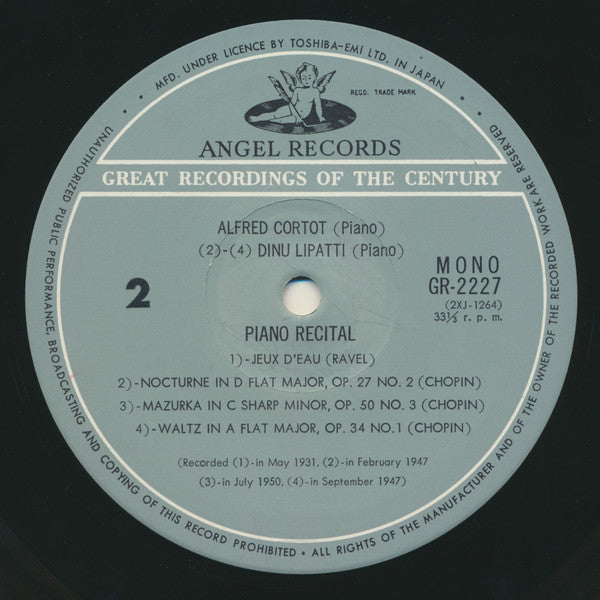 • MFD. UNDER LICENCE BY TOSHIBA-EMI LTD. IN JAPAN •
REGD. TRADE MARK
ANGEL RECORDS
GREAT RECORDINGS OF THE CENTURY
ALFRED CORTOT (Piano)
(2)-(4) DINU LIPATTI (Piano)
2
MONO
GR-2227
(2XJ-1264)
33⅓ r. p. m.
PIANO RECITAL
1)-JEUX D'EAU (RAVEL)
2)-NOCTURNE IN D FLAT MAJOR, OP. 27 NO. 2 (CHOPIN)
3)-MAZURKA IN C SHARP MINOR, OP. 50 NO. 3 (CHOPIN)
4)-WALTZ IN A FLAT MAJOR, OP. 34 NO.1 (CHOPIN)
(Recorded (1)-in May 1931, (2)-in February 1947
(3)-in July 1950, (4)-in September 1947)
UNAUTHORIZED PUBLIC PERFORMANCE, BROADCASTING AND COPYING OF THIS RECORD PROHIBITED • ALL RIGHTS OF THE MANUFACTURER AND OF THE OWNER OF THE RECORDED WORK ARE RESERVED